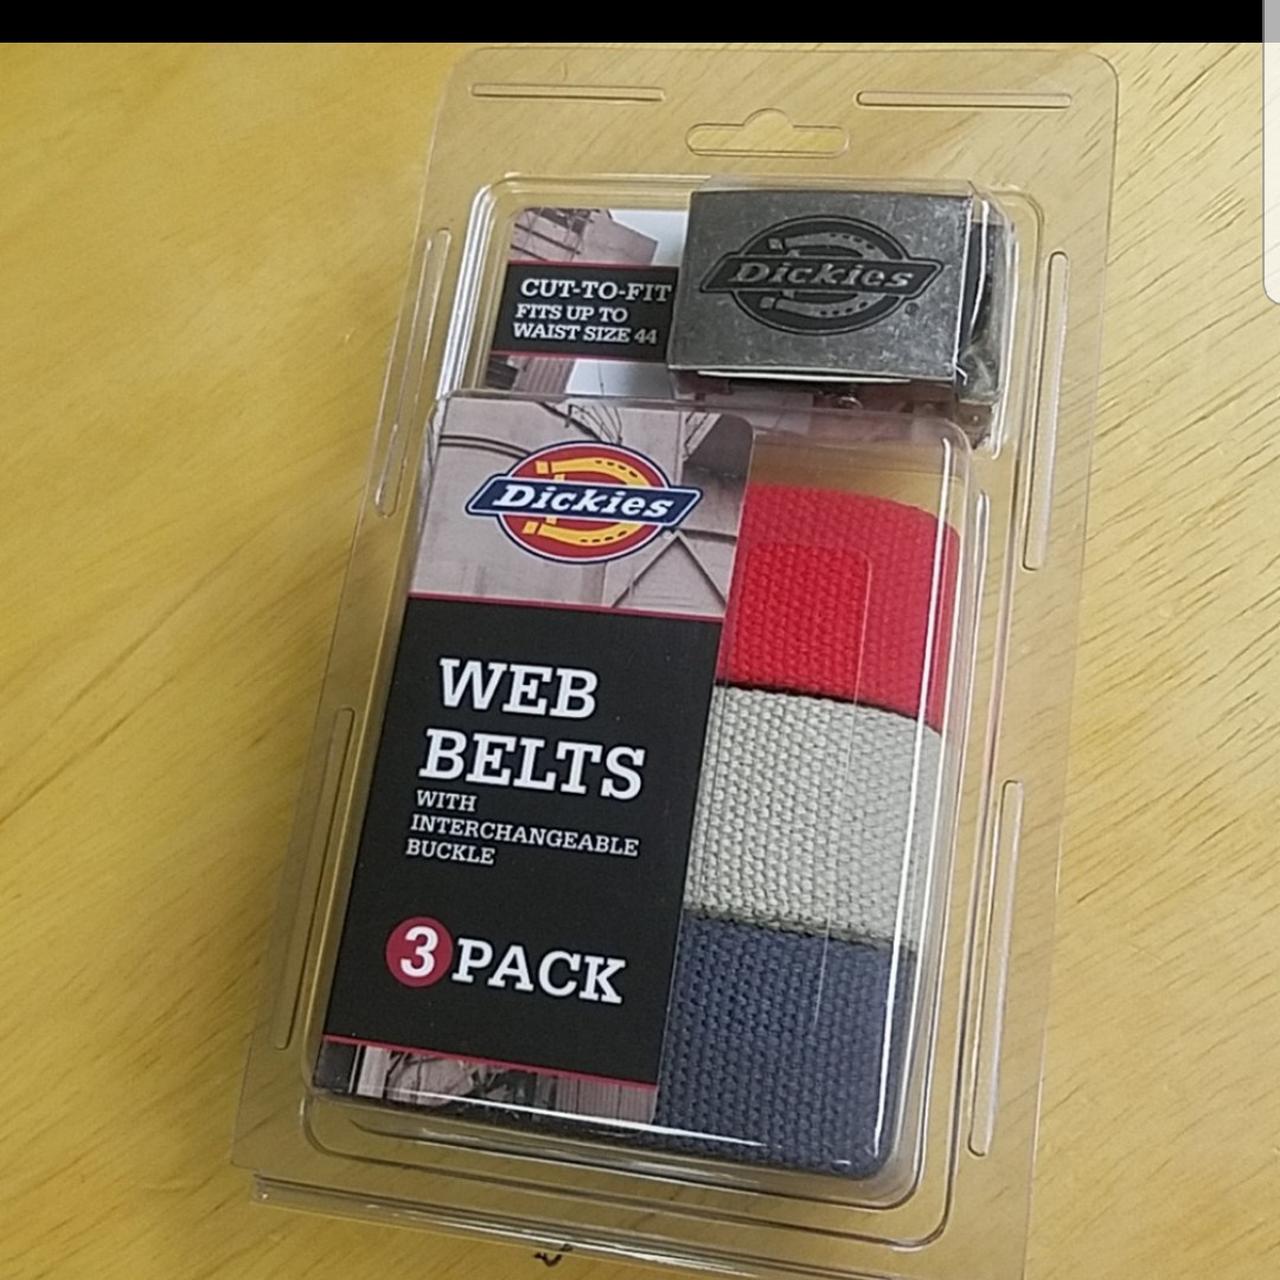 Dickies
CUT-TO-FIT
FITS UP TO
WAIST SIZE 44
Dickies
WEB
BELTS
WITH
INTERCHANGEABLE
BUCKLE
3 PACK